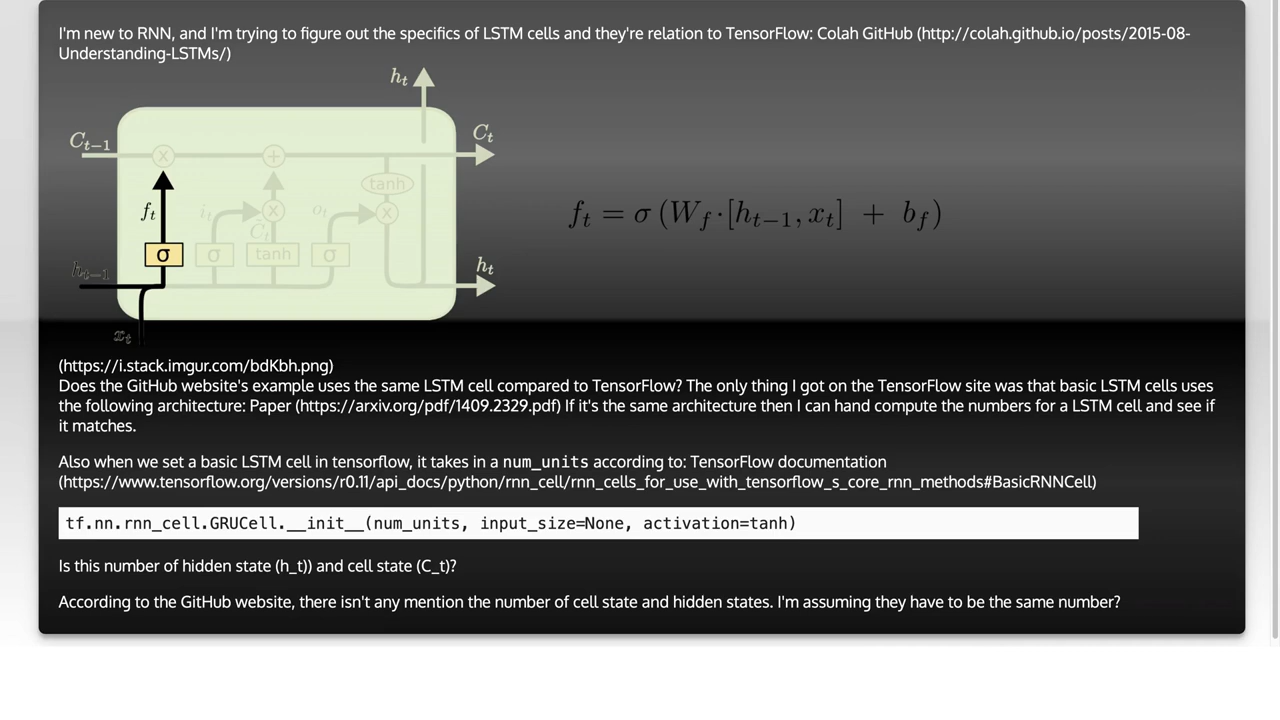 I'm new to RNN, and I'm trying to figure out the specifics of LSTM cells and they're relation to TensorFlow: Colah GitHub (http://colah.github.io/posts/2015-08-
Understanding-LSTMs/)
h_t
C_{t-1}
C_t
x
+
tanh
f_t
i_t
o_t
x
x
C̃_t
f_t = σ (W_f·[h_{t-1}, x_t] + b_f)
σ
σ
tanh
σ
h_{t-1}
h_t
x_t
(https://i.stack.imgur.com/bdKbh.png)
Does the GitHub website's example uses the same LSTM cell compared to TensorFlow? The only thing I got on the TensorFlow site was that basic LSTM cells uses
the following architecture: Paper (https://arxiv.org/pdf/1409.2329.pdf) If it's the same architecture then I can hand compute the numbers for a LSTM cell and see if
it matches.
Also when we set a basic LSTM cell in tensorflow, it takes in a num_units according to: TensorFlow documentation
(https://www.tensorflow.org/versions/r0.11/api_docs/python/rnn_cell/rnn_cells_for_use_with_tensorflow_s_core_rnn_methods#BasicRNNCell)
tf.nn.rnn_cell.GRUCell.__init__(num_units, input_size=None, activation=tanh)
Is this number of hidden state (h_t)) and cell state (C_t)?
According to the GitHub website, there isn't any mention the number of cell state and hidden states. I'm assuming they have to be the same number?